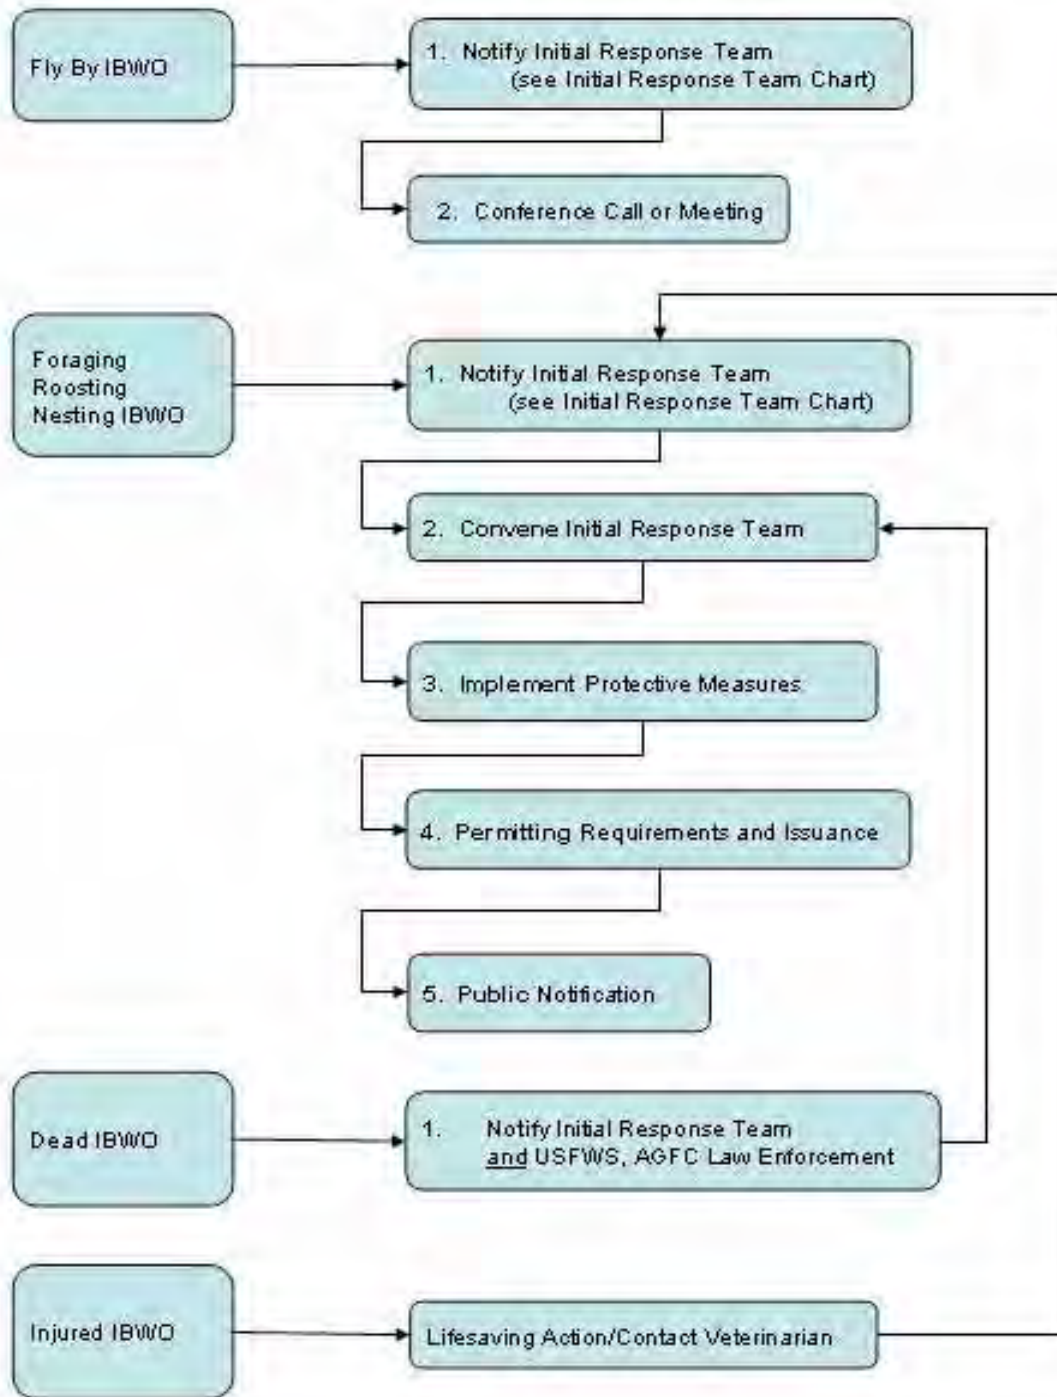 Fly By IBWO
1. Notify Initial Response Team
(see Initial Response Team Chart)
2. Conference Call or Meeting
Foraging
Roosting
Nesting IBWO
1. Notify Initial Response Team
(see Initial Response Team Chart)
2. Convene Initial Response Team
3. Implement Protective Measures
4. Permitting Requirements and Issuance
5. Public Notification
Dead IBWO
1. Notify Initial Response Team
and USFWS, AGFC Law Enforcement
Injured IBWO
Lifesaving Action/Contact Veterinarian